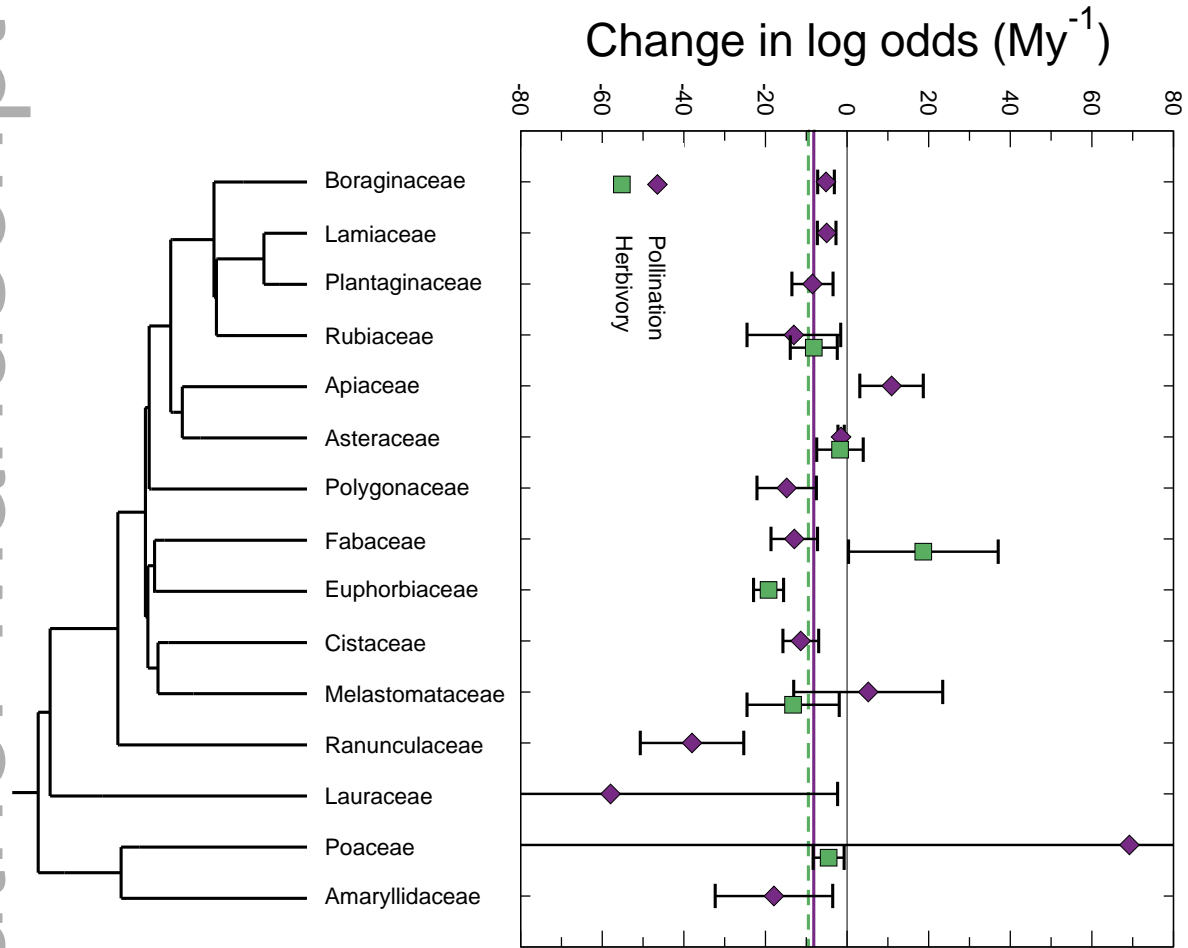 Change in log odds (My-1)
-80
-60
-40
-20
0
20
40
60
80
Boraginaceae
Lamiaceae
Plantaginaceae
Rubiaceae
Apiaceae
Asteraceae
Polygonaceae
Fabaceae
Euphorbiaceae
Cistaceae
Melastomataceae
Ranunculaceae
Lauraceae
Poaceae
Amaryllidaceae
Pollination
Herbivory